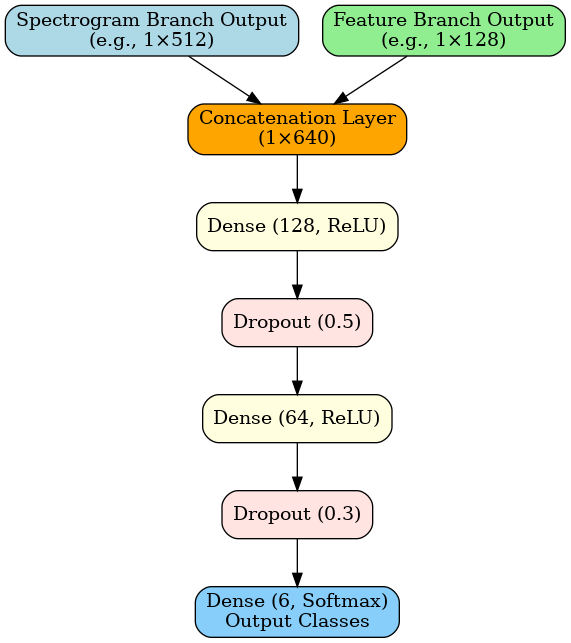 Spectrogram Branch Output
(e.g., 1×512)
Feature Branch Output
(e.g., 1×128)
Concatenation Layer
(1×640)
Dense (128, ReLU)
Dropout (0.5)
Dense (64, ReLU)
Dropout (0.3)
Dense (6, Softmax)
Output Classes